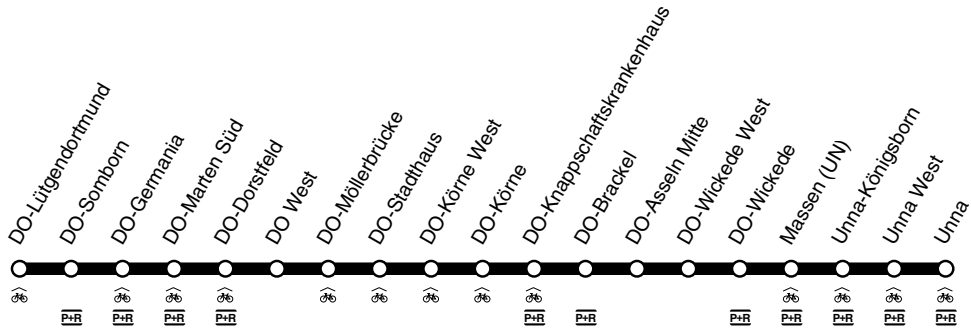 DO-Lütgendortmund
DO-Somborn
DO-Germania
DO-Marten Süd
DO-Dorstfeld
DO West
DO-Möllerbrücke
DO-Stadthaus
DO-Körne West
DO-Körne
DO-Knappschaftskrankenhaus
DO-Brackel
DO-Asseln Mitte
DO-Wickede West
DO-Wickede
Massen (UN)
Unna-Königsborn
Unna West
Unna
P+R
P+R
P+R
P+R
P+R
P+R
P+R
P+R
P+R
P+R
P+R